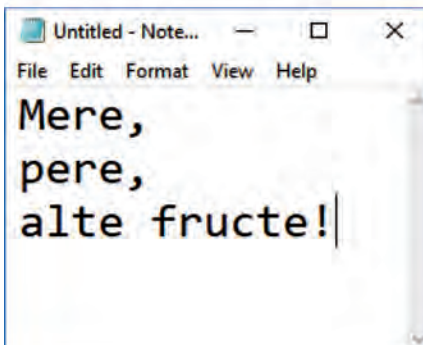 Untitled - Note...
File Edit Format View Help
Mere,
pere,
alte fructe!